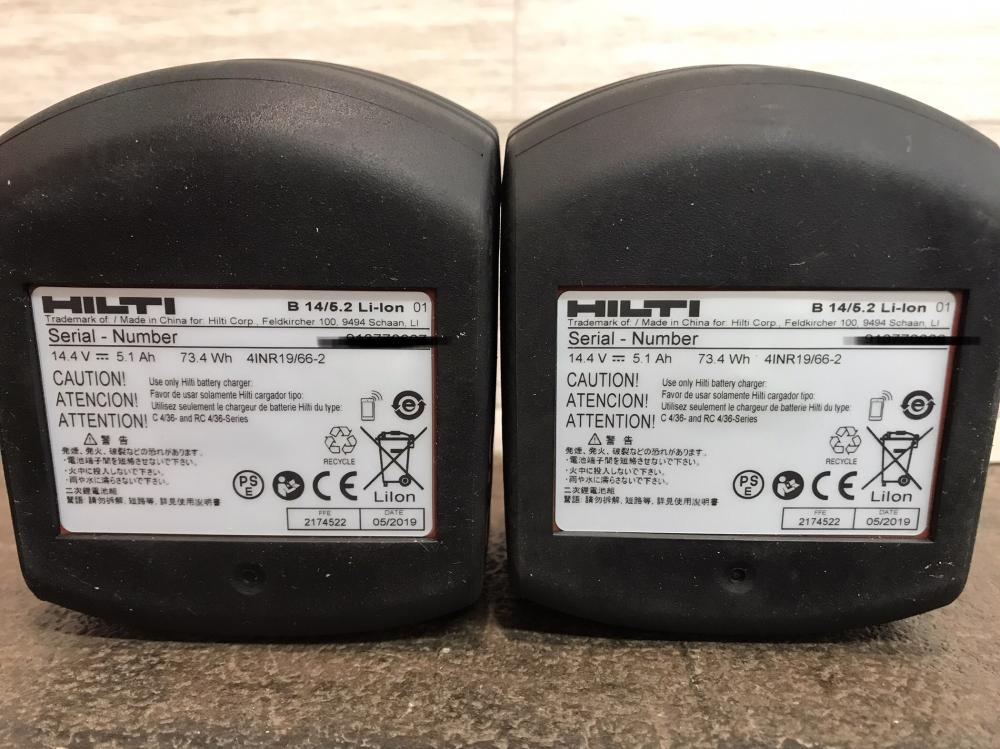 HILTI
B 14/5.2 Li-Ion 01
Trademark of: / Made in China for: Hilti Corp., Feldkircher 100, 9494 Schaan, LI
Serial - Number
14.4 V 5.1 Ah 73.4 Wh 4INR19/66-2
CAUTION!
ATENCION!
ATTENTION!
Use only Hilti battery charger:
Favor de usar solamente Hilti cargador tipo:
Utilisez seulement le chargeur de batterie Hilti du type:
C 4/36- and RC 4/36-Series
警告
発煙、発火、破裂などの恐れがあります。
・電池端子間を短絡させないで下さい。
・火中に投入しないで下さい。
・雨や水に濡らさないで下さい。
二次鋰電池組
警語: 請勿拆解, 短路等, 詳見使用說明書
RECYCLE
PSE
CE
LiIon
FFE
2174522
DATE
05/2019
HILTI
B 14/5.2 Li-Ion 01
Trademark of: / Made in China for: Hilti Corp., Feldkircher 100, 9494 Schaan, LI
Serial - Number
14.4 V 5.1 Ah 73.4 Wh 4INR19/66-2
CAUTION!
ATENCION!
ATTENTION!
Use only Hilti battery charger:
Favor de usar solamente Hilti cargador tipo:
Utilisez seulement le chargeur de batterie Hilti du type:
C 4/36- and RC 4/36-Series
警告
発煙、発火、破裂などの恐れがあります。
・電池端子間を短絡させないで下さい。
・火中に投入しないで下さい。
・雨や水に濡らさないで下さい。
二次鋰電池組
警語: 請勿拆解, 短路等, 詳見使用說明書
RECYCLE
PSE
CE
LiIon
FFE
2174522
DATE
05/2019